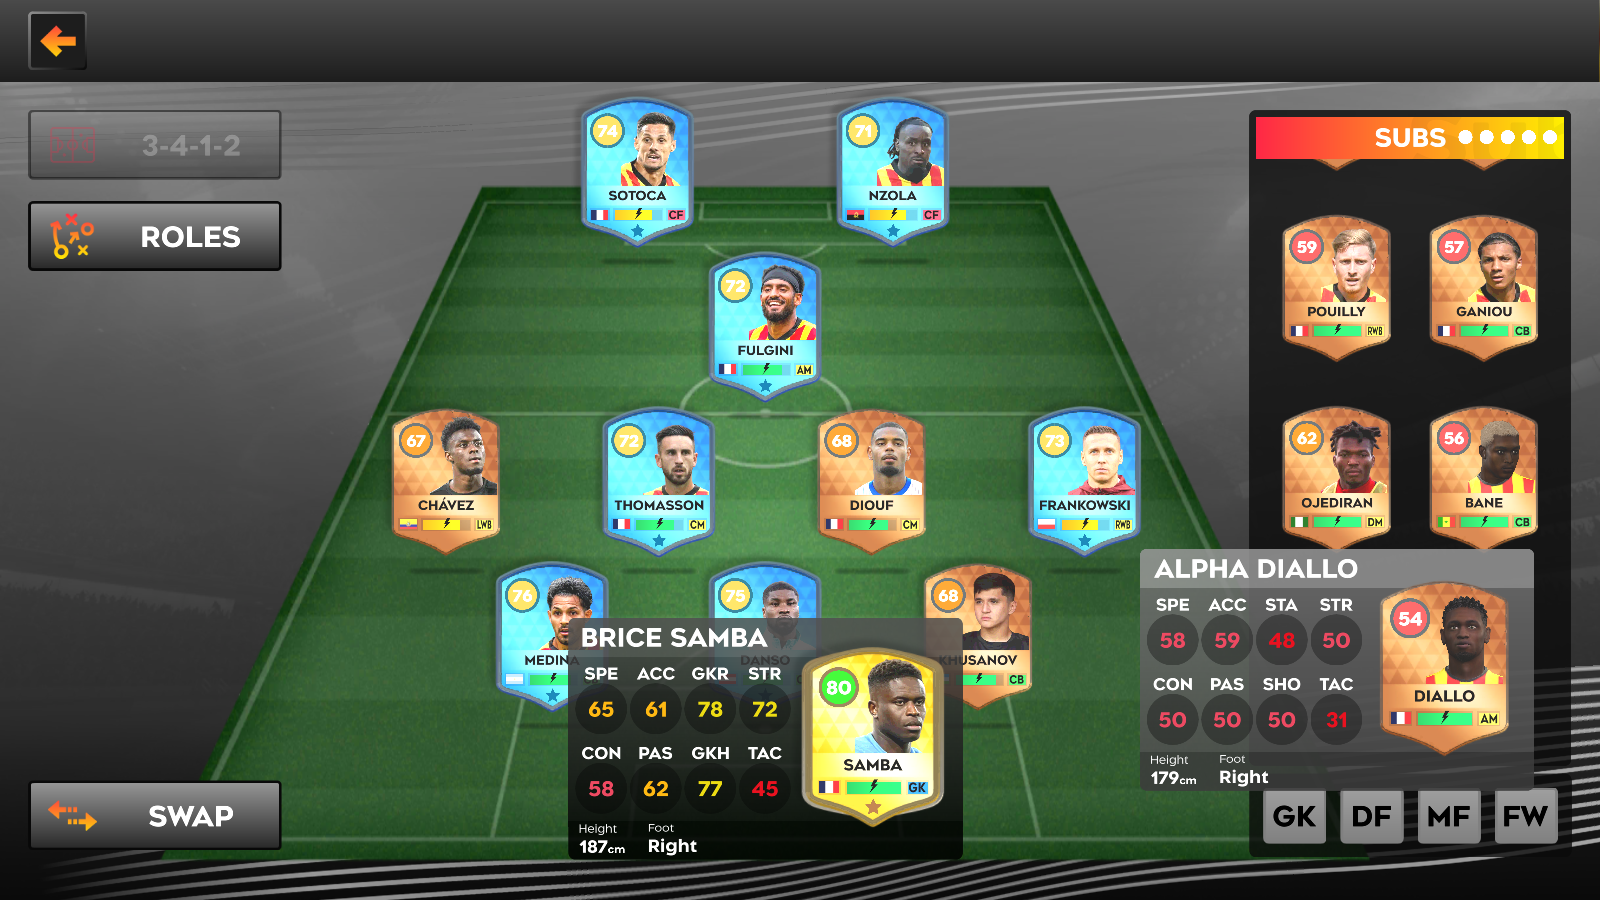 3-4-1-2
ROLES
SWAP
74
SOTOCA
CF
71
NZOLA
CF
72
FULGINI
AM
67
CHÁVEZ
LWB
72
THOMASSON
CM
68
DIOUF
CM
73
FRANKOWSKI
RWB
76
MEDINA
75
DANSO
68
KHUSANOV
CB
BRICE SAMBA
SPE ACC GKR STR
65 61 78 72
CON PAS GKH TAC
58 62 77 45
Height Foot
187cm Right
80
SAMBA
GK
SUBS
59
POUILLY
RWB
57
GANIOU
CB
62
OJEDIRAN
DM
56
BANE
CB
ALPHA DIALLO
SPE ACC STA STR
58 59 48 50
CON PAS SHO TAC
50 50 50 31
Height Foot
179cm Right
54
DIALLO
AM
GK DF MF FW